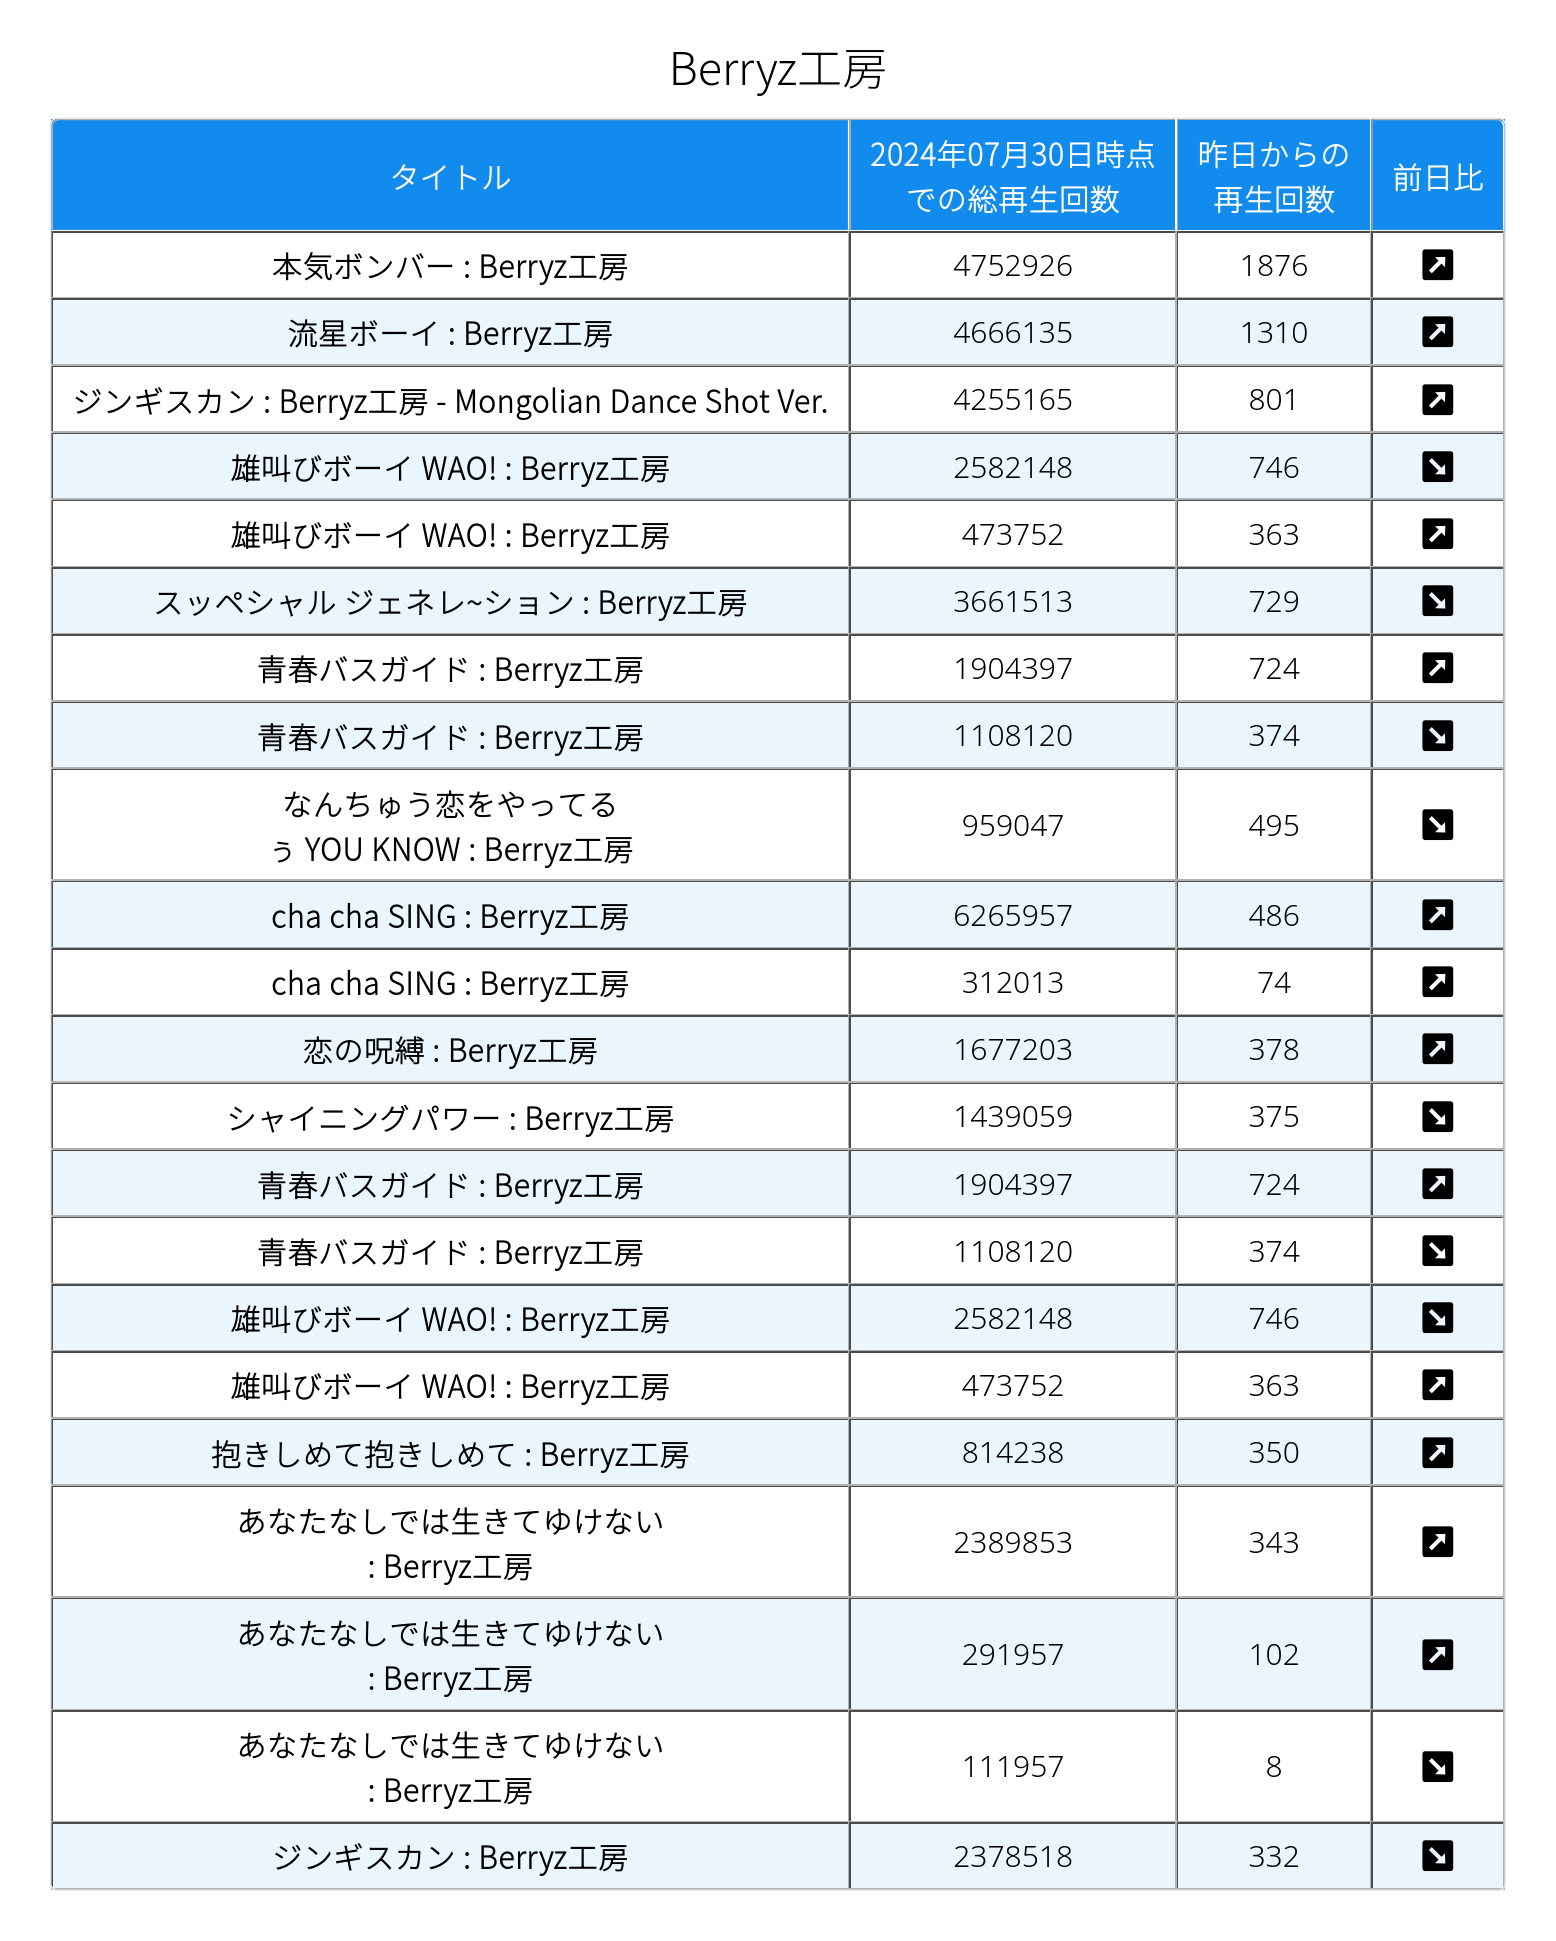 Berryz工房
タイトル
2024年07月30日時点
での総再生回数
昨日からの
再生回数
前日比
本気ボンバー : Berryz工房 4752926 1876
流星ボーイ : Berryz工房 4666135 1310
ジンギスカン : Berryz工房 - Mongolian Dance Shot Ver. 4255165 801
雄叫びボーイ WAO! : Berryz工房 2582148 746
雄叫びボーイ WAO! : Berryz工房 473752 363
スッペシャル ジェネレ~ション : Berryz工房 3661513 729
青春バスガイド : Berryz工房 1904397 724
青春バスガイド : Berryz工房 1108120 374
なんちゅう恋をやってる
ぅ YOU KNOW : Berryz工房 959047 495
cha cha SING : Berryz工房 6265957 486
cha cha SING : Berryz工房 312013 74
恋の呪縛 : Berryz工房 1677203 378
シャイニングパワー : Berryz工房 1439059 375
青春バスガイド : Berryz工房 1904397 724
青春バスガイド : Berryz工房 1108120 374
雄叫びボーイ WAO! : Berryz工房 2582148 746
雄叫びボーイ WAO! : Berryz工房 473752 363
抱きしめて抱きしめて : Berryz工房 814238 350
あなたなしでは生きてゆけない
: Berryz工房 2389853 343
あなたなしでは生きてゆけない
: Berryz工房 291957 102
あなたなしでは生きてゆけない
: Berryz工房 111957 8
ジンギスカン : Berryz工房 2378518 332